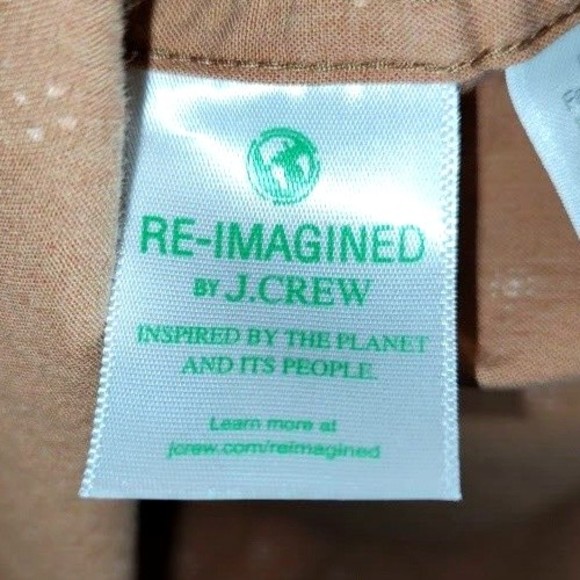 RE-IMAGINED
BY J.CREW
INSPIRED BY THE PLANET
AND ITS PEOPLE.
Learn more at
jcrew.com/reimagined